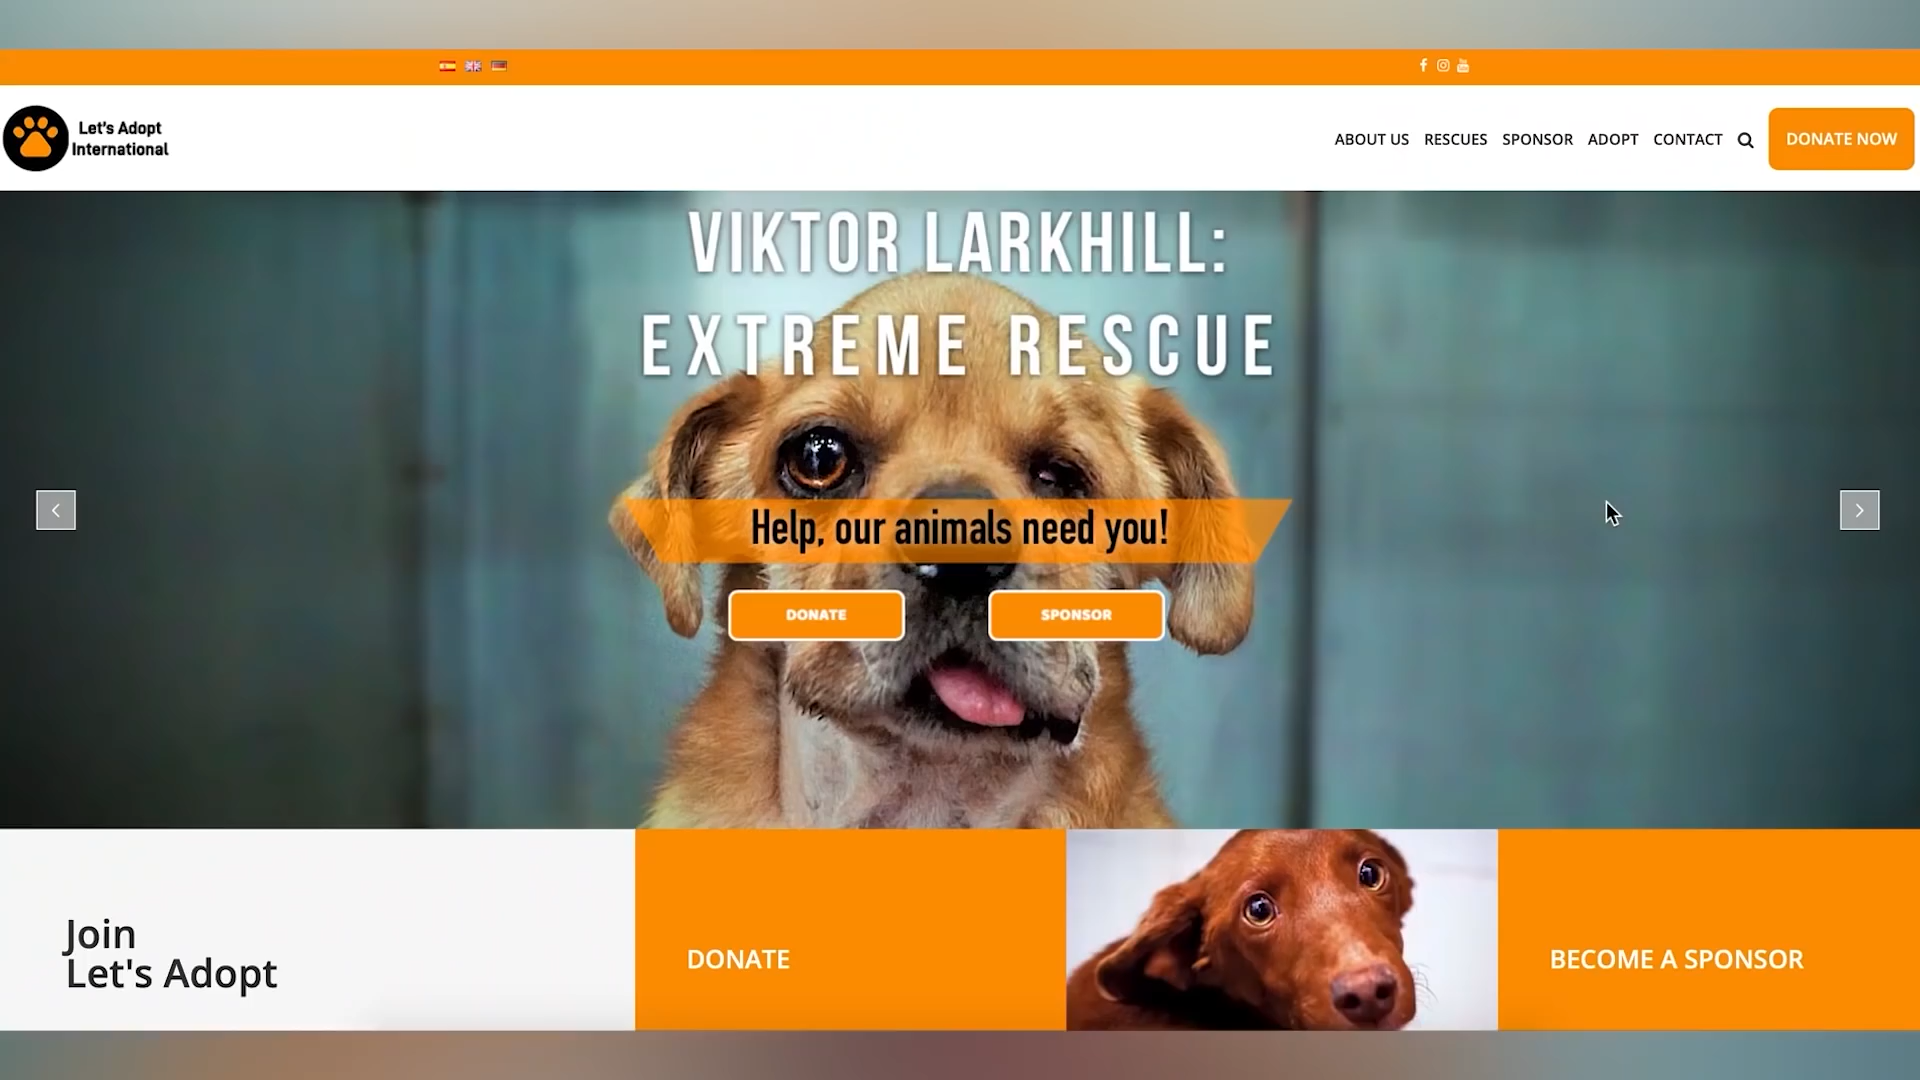 Let's Adopt
International
ABOUT US
RESCUES
SPONSOR
ADOPT
CONTACT
DONATE NOW
VIKTOR LARKHILL:
EXTREME RESCUE
Help, our animals need you!
DONATE
SPONSOR
Join
Let's Adopt
DONATE
BECOME A SPONSOR